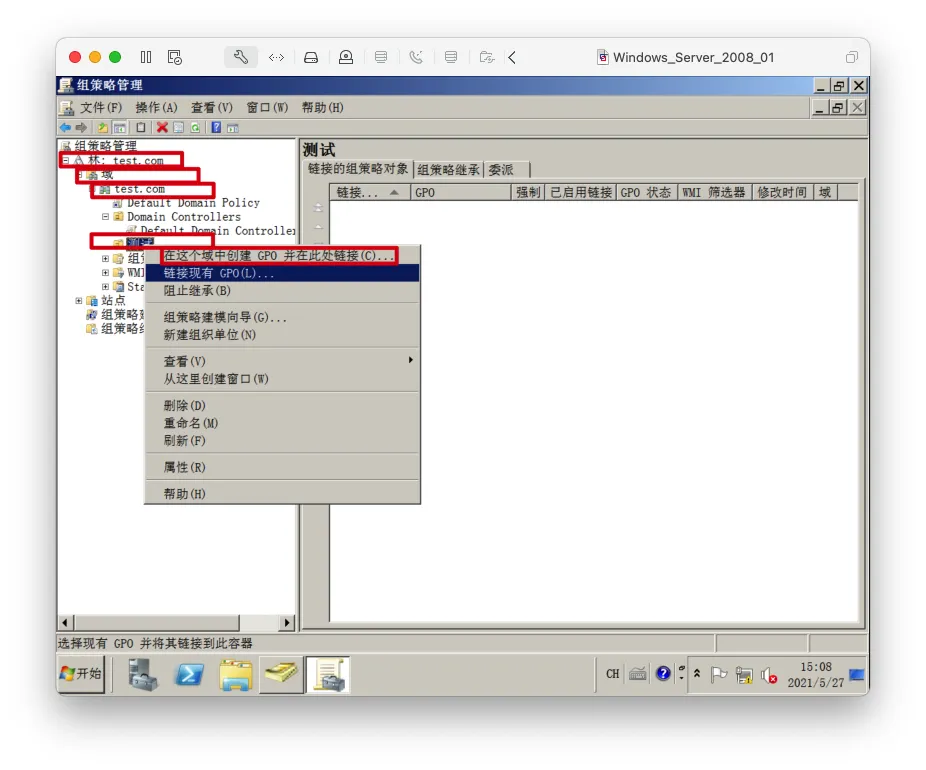 Windows_Server_2008_01
组策略管理
文件(F) 操作(A) 查看(V) 窗口(W) 帮助(H)
组策略管理
林: test.com
域
test.com
Default Domain Policy
Domain Controllers
Default Domain Controller
测试
组
WMI
Sta
站点
组策略建
组策略结
在这个域中创建 GPO 并在此处链接(C)...
链接现有 GPO(L)...
阻止继承(B)
组策略建模向导(G)...
新建组织单位(N)
查看(V)
从这里创建窗口(W)
删除(D)
重命名(M)
刷新(F)
属性(R)
帮助(H)
测试
链接的组策略对象 组策略继承 委派
链接... GPO 强制 已启用链接 GPO 状态 WMI 筛选器 修改时间 域
选择现有 GPO 并将其链接到此容器
开始 CH 15:08
2021/5/27